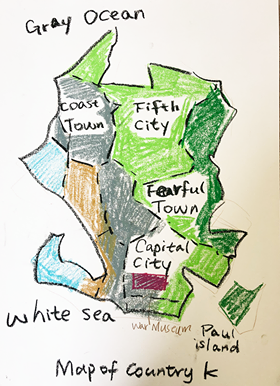 Gray Ocean
Coast
Town
Fifth
City
Fearful
Town
Capital
City
White Sea
War Museum
Paul
island
Map of Country K